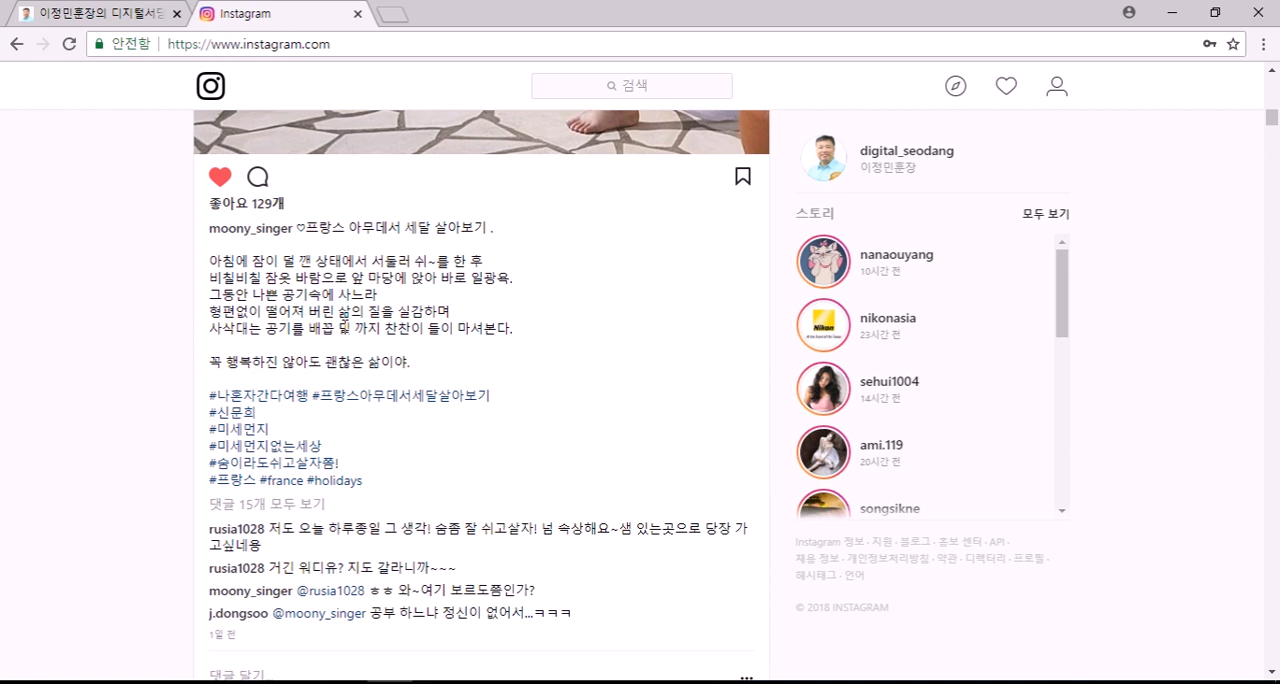 이정민훈장의 디지털서당
Instagram
안전함
https://www.instagram.com
검색
좋아요 129개
moony_singer ♡프랑스 아무데서 세달 살아보기 .
아침에 잠이 덜 깬 상태에서 서둘러 쉬~를 한 후
비칠비칠 잠옷 바람으로 앞 마당에 앉아 바로 일광욕.
그동안 나쁜 공기속에 사느라
형편없이 떨어져 버린 삶의 질을 실감하며
사삭대는 공기를 배꼽 밑 까지 찬찬이 들이 마셔본다.
꼭 행복하진 않아도 괜찮은 삶이야.
#나혼자간다여행 #프랑스아무데서세달살아보기
#신문희
#미세먼지
#미세먼지없는세상
#숨이라도쉬고살자쫌!
#프랑스 #france #holidays
댓글 15개 모두 보기
rusia1028 저도 오늘 하루종일 그 생각! 숨좀 잘 쉬고살자! 넘 속상해요~샘 있는곳으로 당장 가
고싶네용
rusia1028 거긴 워디유? 지도 갈라니까~~~
moony_singer @rusia1028 ㅎㅎ 와~여기 보르도쯤인가?
j.dongsoo @moony_singer 공부 하느냐 정신이 없어서...ㅋㅋㅋ
1일 전
댓글 달기...
digital_seodang
이정민훈장
스토리
모두 보기
nanaouyang
10시간 전
Nikon
nikonasia
23시간 전
sehui1004
14시간 전
ami.119
20시간 전
songsikne
Instagram 정보 · 지원 · 블로그 · 홍보 센터 · API ·
채용 정보 · 개인정보처리방침 · 약관 · 디렉터리 · 프로필 ·
해시태그 · 언어
© 2018 INSTAGRAM